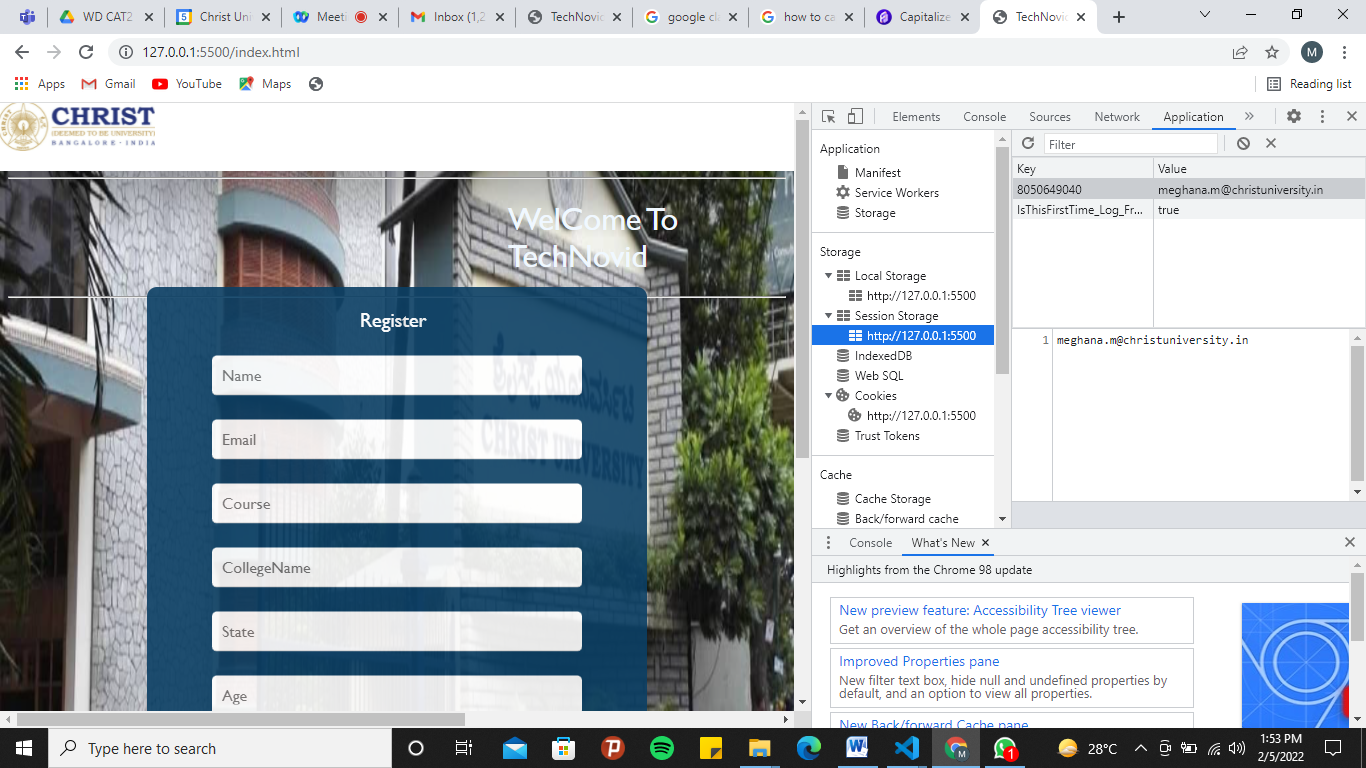 WD CAT2
Christ Uni
Meeti
Inbox (1,2
TechNovid
google cla
how to ca
Capitalize
TechNovid
127.0.0.1:5500/index.html
M
Apps
Gmail
YouTube
Maps
Reading list
CHRIST
(DEEMED TO BE UNIVERSITY)
BANGALORE · INDIA
WelCome To
TechNovid
Register
Name
Email
Course
CollegeName
State
Age
CHRIST UNIVERSITY
Elements
Console
Sources
Network
Application
Application
Manifest
Service Workers
Storage
Storage
Local Storage
http://127.0.0.1:5500
Session Storage
http://127.0.0.1:5500
IndexedDB
Web SQL
Cookies
http://127.0.0.1:5500
Trust Tokens
Cache
Cache Storage
Back/forward cache
Filter
Key Value
8050649040 meghana.m@christuniversity.in
IsThisFirstTime_Log_Fr... true
1 meghana.m@christuniversity.in
Console
What's New
Highlights from the Chrome 98 update
New preview feature: Accessibility Tree viewer
Get an overview of the whole page accessibility tree.
Improved Properties pane
New filter text box, hide null and undefined properties by
default, and an option to view all properties.
New Back/forward Cache pane
Type here to search
1
28°C
1:53 PM
2/5/2022